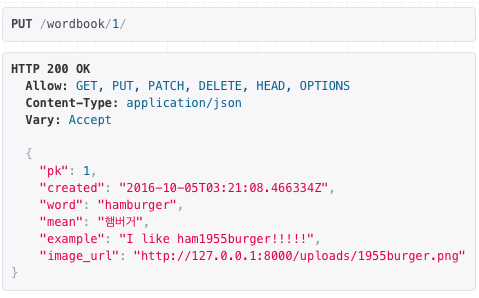 PUT /wordbook/1/
HTTP 200 OK
Allow: GET, PUT, PATCH, DELETE, HEAD, OPTIONS
Content-Type: application/json
Vary: Accept
{
"pk": 1,
"created": "2016-10-05T03:21:08.466334Z",
"word": "hamburger",
"mean": "햄버거",
"example": "I like ham1955burger!!!!!",
"image_url": "http://127.0.0.1:8000/uploads/1955burger.png"
}